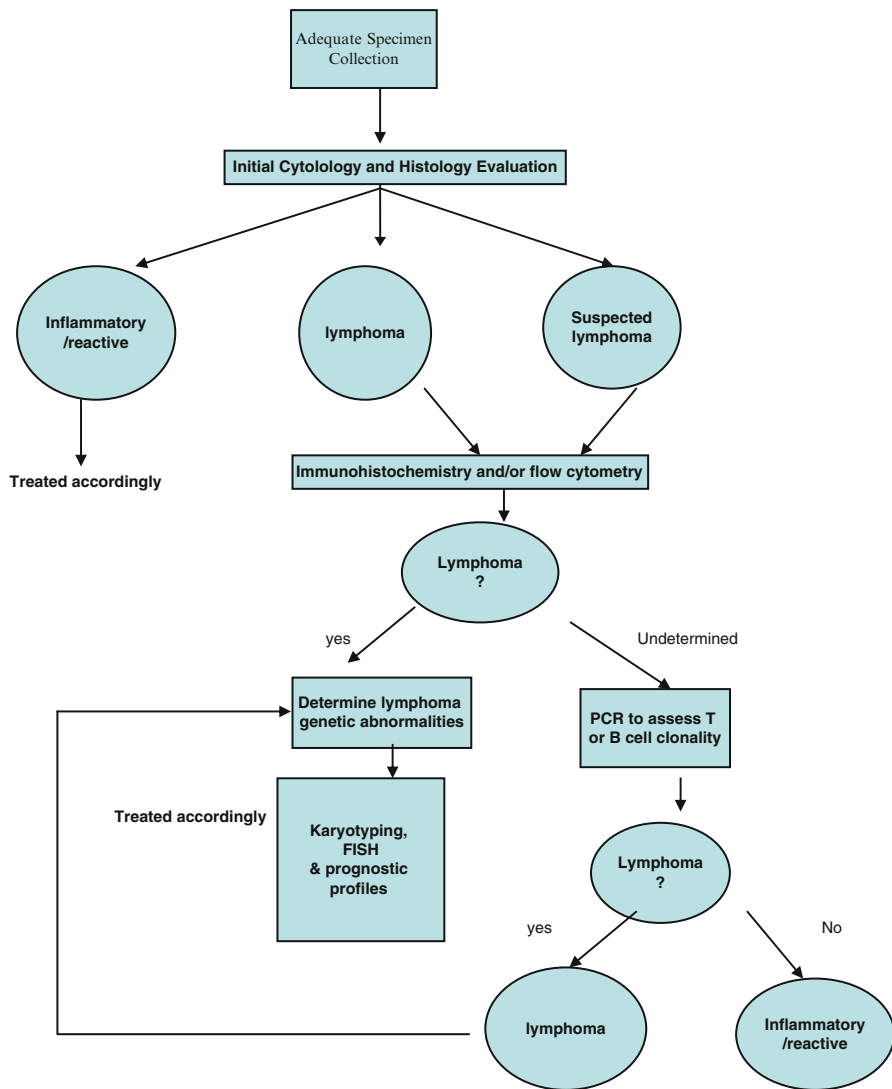 Adequate Specimen
Collection
Initial Cytolology and Histology Evaluation
Inflammatory
/reactive
lymphoma
Suspected
lymphoma
Treated accordingly
Immunohistochemistry and/or flow cytometry
Lymphoma
?
yes
Undetermined
Determine lymphoma
genetic abnormalities
PCR to assess T
or B cell clonality
Treated accordingly
Karyotyping,
FISH
& prognostic
profiles
Lymphoma
?
yes
No
lymphoma
Inflammatory
/reactive